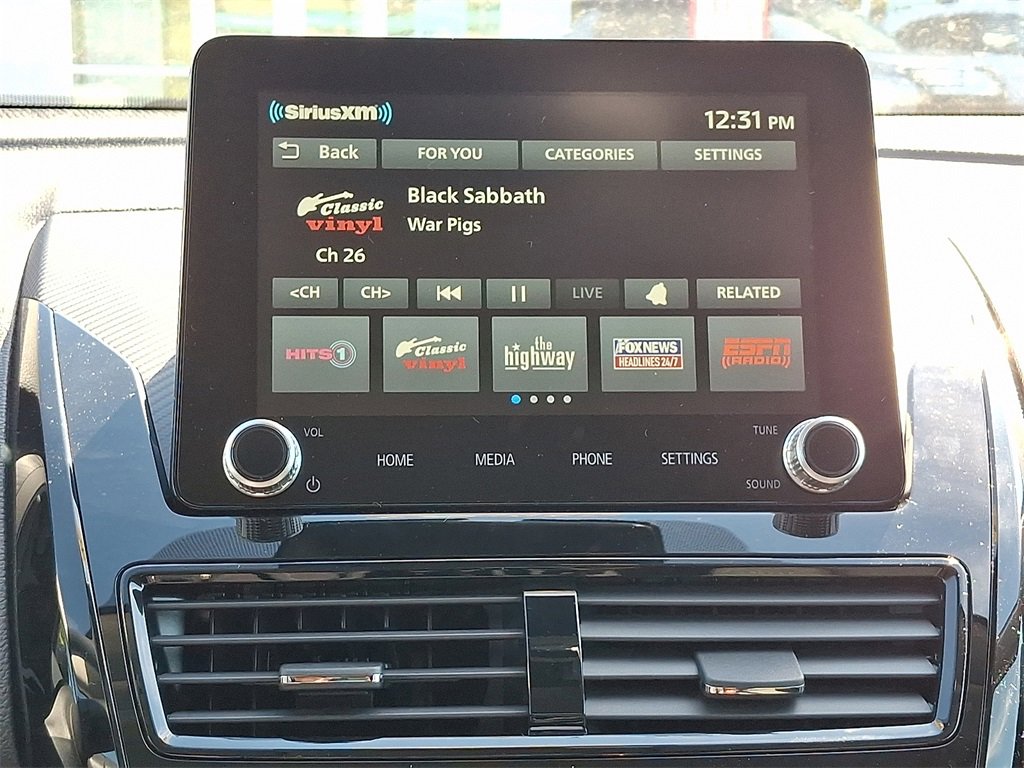 SiriusXM
12:31 PM
Back FOR YOU CATEGORIES SETTINGS
Classic vinyl
Black Sabbath
War Pigs
Ch 26
<CH CH> LIVE RELATED
HITS 1
Classic vinyl
the highway
FOX NEWS HEADLINES 24/7
ESPN RADIO
VOL
TUNE
HOME MEDIA PHONE SETTINGS
SOUND